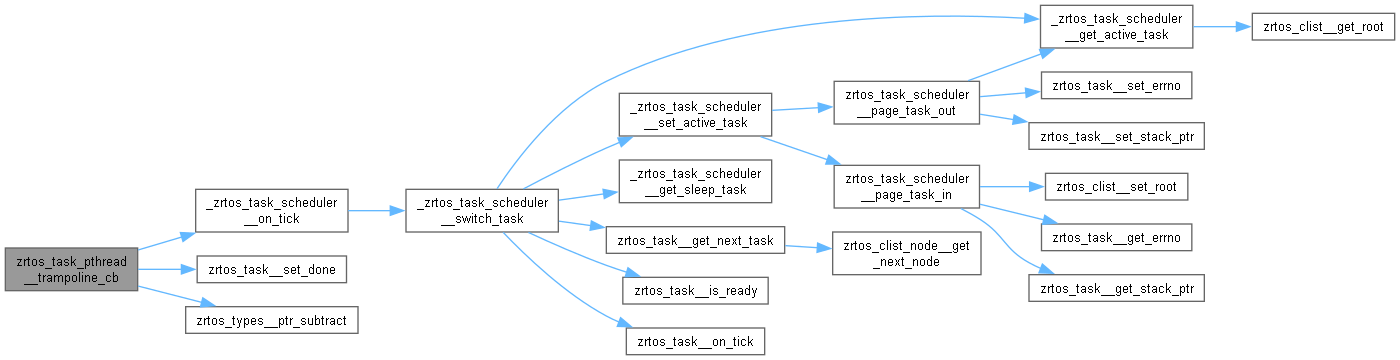 zrtos_task_pthread
__trampoline_cb
_zrtos_task_scheduler
__on_tick
zrtos_task__set_done
zrtos_types__ptr_subtract
_zrtos_task_scheduler
__switch_task
_zrtos_task_scheduler
__set_active_task
_zrtos_task_scheduler
__get_sleep_task
zrtos_task__get_next_task
zrtos_task__is_ready
zrtos_task__on_tick
zrtos_task_scheduler
__page_task_out
zrtos_task_scheduler
__page_task_in
zrtos_clist_node__get
_next_node
_zrtos_task_scheduler
__get_active_task
zrtos_task__set_errno
zrtos_task__set_stack_ptr
zrtos_clist__set_root
zrtos_task__get_errno
zrtos_task__get_stack_ptr
zrtos_clist__get_root